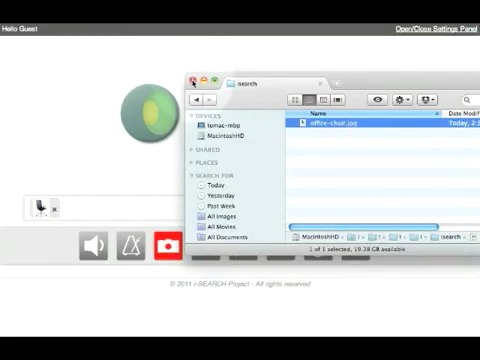 Hello Guest
Open/Close Settings Panel
isearch
DEVICES
tomac-mbp
MacintoshHD
SHARED
PLACES
SEARCH FOR
Today
Yesterday
Past Week
All Images
All Movies
All Documents
Name
Date Modif
office-chair.jpg
Today, 2:5
MacintoshHD
isearch
1 of 1 selected, 19.38 GB available
© 2011 I-SEARCH Project - All rights reserved